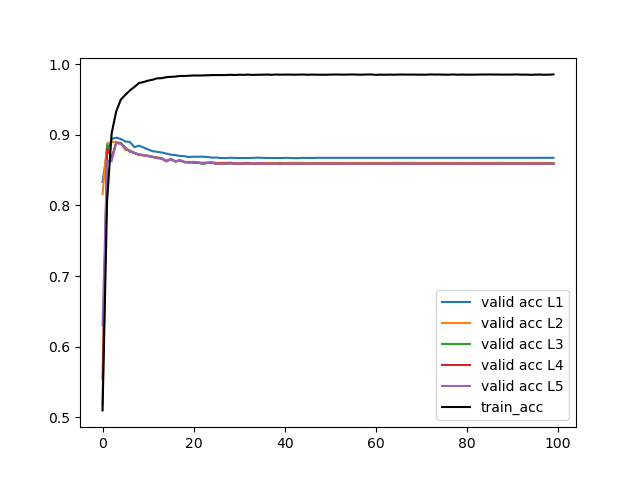 1.0
0.9
0.8
0.7
0.6
0.5
0 20 40 60 80 100
valid acc L1
valid acc L2
valid acc L3
valid acc L4
valid acc L5
train_acc